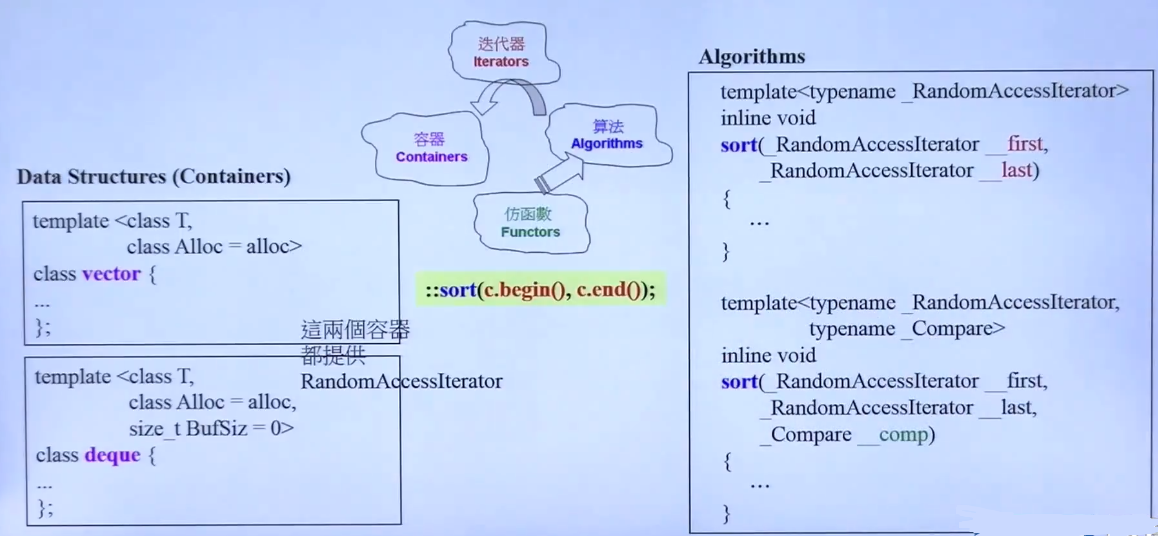 迭代器
Iterators
容器
Containers
算法
Algorithms
仿函數
Functors
::sort(c.begin(), c.end());
Data Structures (Containers)
template <class T,
class Alloc = alloc>
class vector {
...
};
這兩個容器
都提供
RandomAccessIterator
template <class T,
class Alloc = alloc,
size_t BufSiz = 0>
class deque {
...
};
Algorithms
template<typename _RandomAccessIterator>
inline void
sort(_RandomAccessIterator __first,
_RandomAccessIterator __last)
{
...
}
template<typename _RandomAccessIterator,
typename _Compare>
inline void
sort(_RandomAccessIterator __first,
_RandomAccessIterator __last,
_Compare __comp)
{
...
}